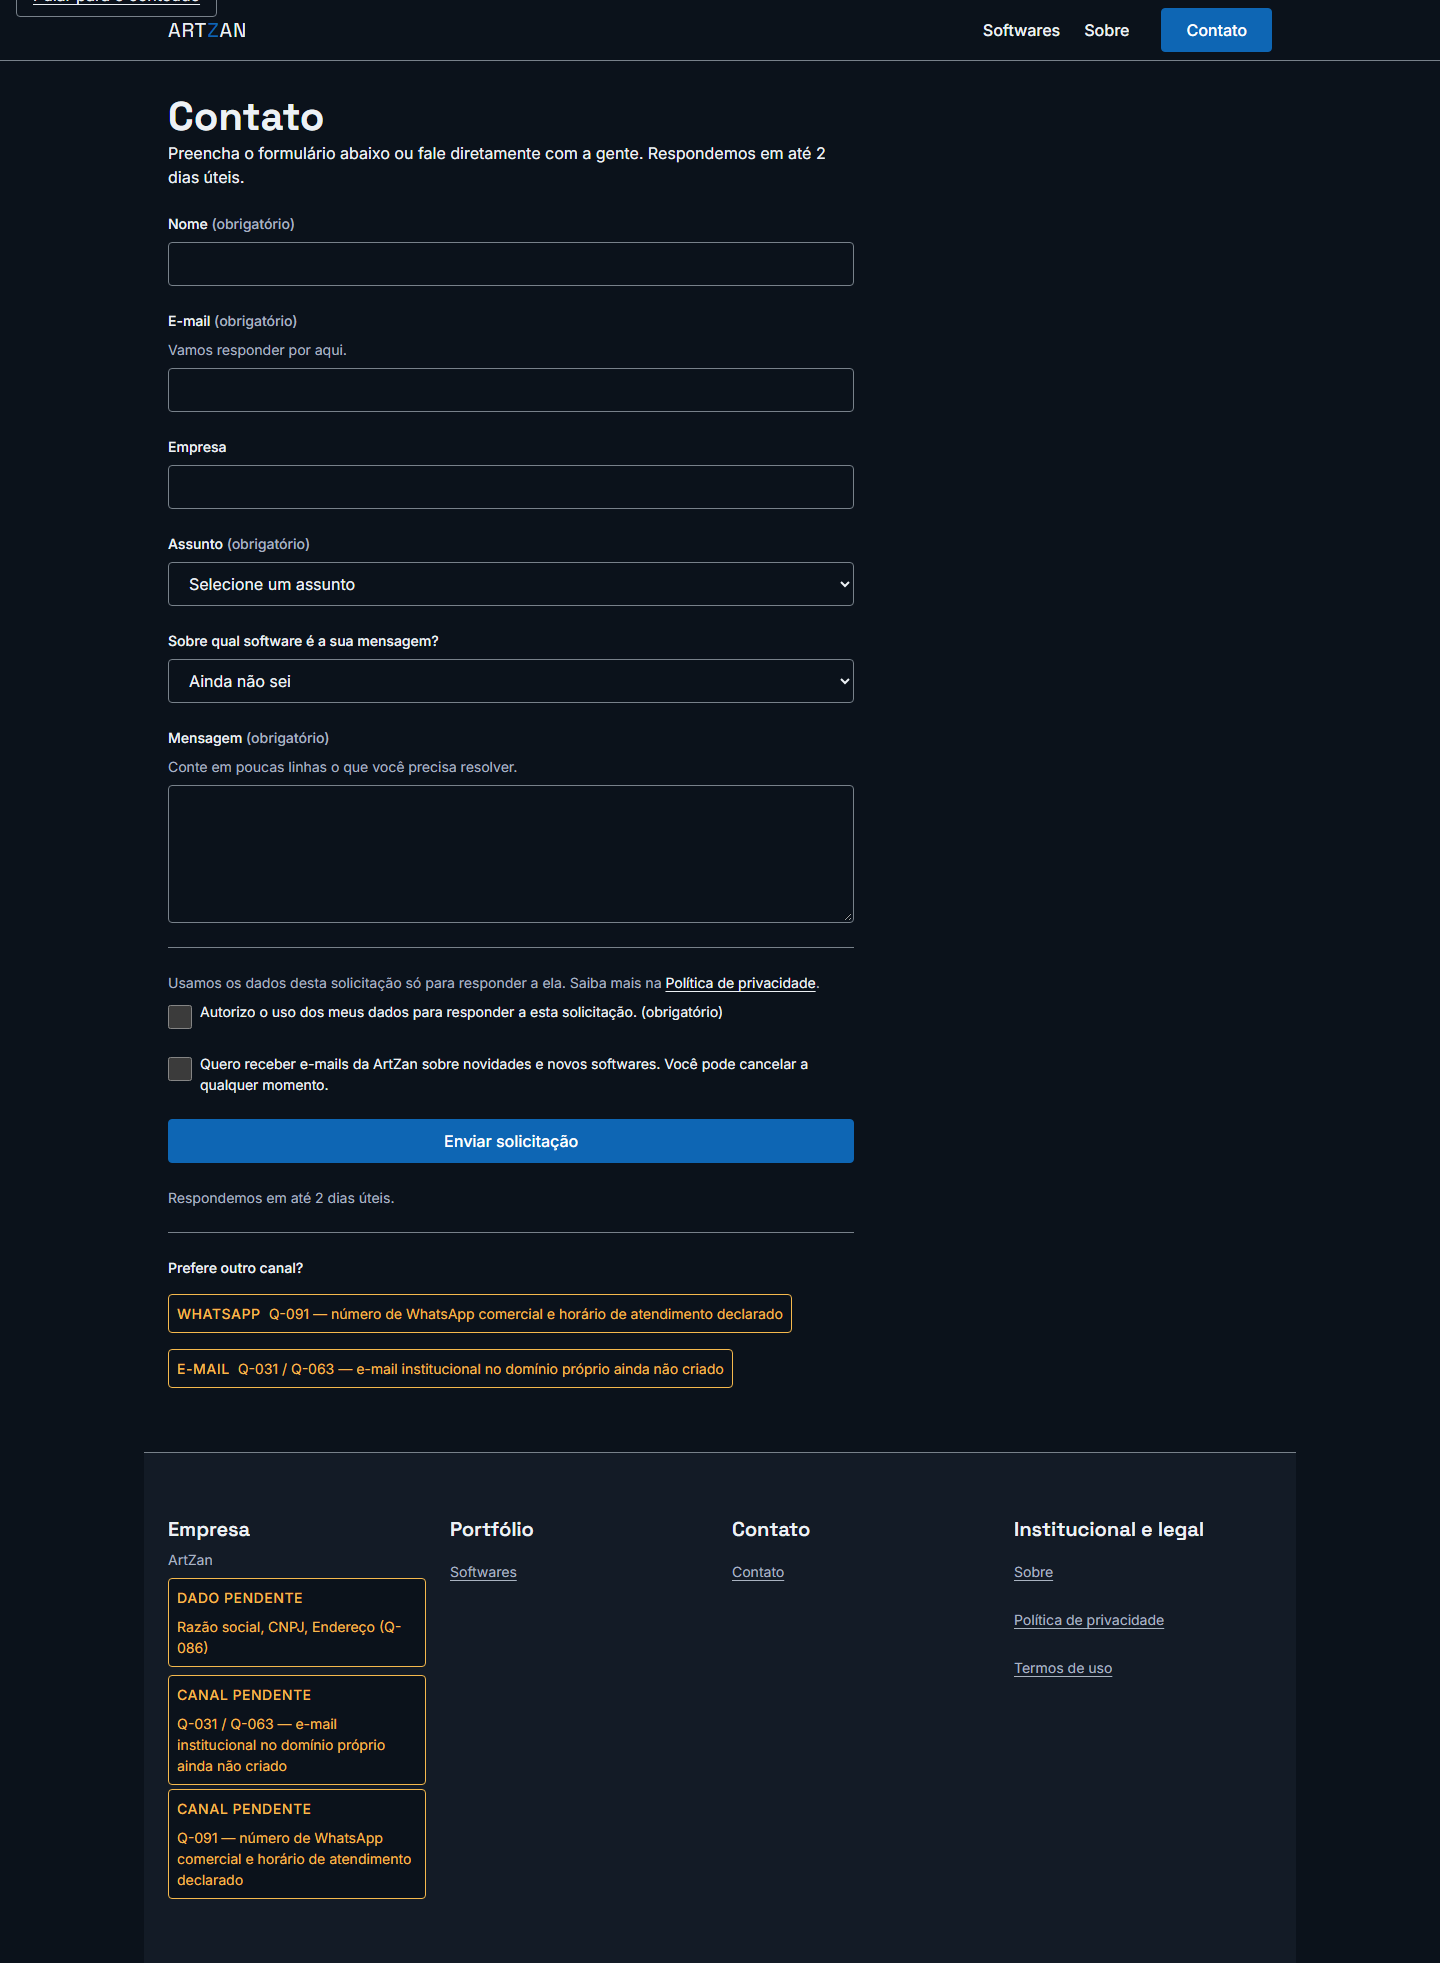 ARTZAN
Softwares
Sobre
Contato
Contato
Preencha o formulário abaixo ou fale diretamente com a gente. Respondemos em até 2
dias úteis.
Nome (obrigatório)
E-mail (obrigatório)
Vamos responder por aqui.
Empresa
Assunto (obrigatório)
Selecione um assunto
Sobre qual software é a sua mensagem?
Ainda não sei
Mensagem (obrigatório)
Conte em poucas linhas o que você precisa resolver.
Usamos os dados desta solicitação só para responder a ela. Saiba mais na Política de privacidade.
Autorizo o uso dos meus dados para responder a esta solicitação. (obrigatório)
Quero receber e-mails da ArtZan sobre novidades e novos softwares. Você pode cancelar a
qualquer momento.
Enviar solicitação
Respondemos em até 2 dias úteis.
Prefere outro canal?
WHATSAPP Q-091 — número de WhatsApp comercial e horário de atendimento declarado
E-MAIL Q-031 / Q-063 — e-mail institucional no domínio próprio ainda não criado
Empresa
ArtZan
DADO PENDENTE
Razão social, CNPJ, Endereço (Q-
086)
CANAL PENDENTE
Q-031 / Q-063 — e-mail
institucional no domínio próprio
ainda não criado
CANAL PENDENTE
Q-091 — número de WhatsApp
comercial e horário de atendimento
declarado
Portfólio
Softwares
Contato
Contato
Institucional e legal
Sobre
Política de privacidade
Termos de uso